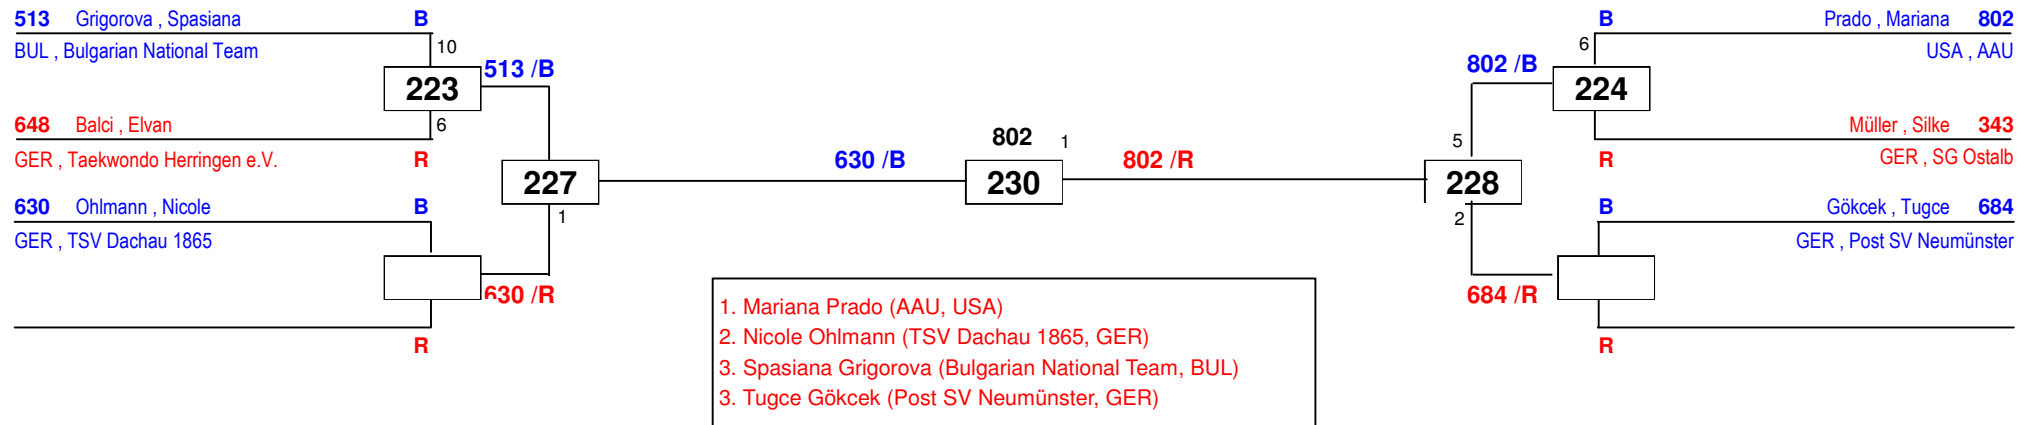 513 Grigorova , Spasiana B
BUL , Bulgarian National Team
10
223
513 /B
6
648 Balci , Elvan
GER , Taekwondo Herringen e.V. R
227
1
630 Ohlmann , Nicole B
GER , TSV Dachau 1865
630 /R
R
630 /B
802
1
230
802 /R
B Prado , Mariana 802
USA , AAU
6
802 /B
224
Müller , Silke 343
R GER , SG Ostalb
5
228
2
B Gökcek , Tugce 684
GER , Post SV Neumünster
684 /R
R
1. Mariana Prado (AAU, USA)
2. Nicole Ohlmann (TSV Dachau 1865, GER)
3. Spasiana Grigorova (Bulgarian National Team, BUL)
3. Tugce Gökcek (Post SV Neumünster, GER)